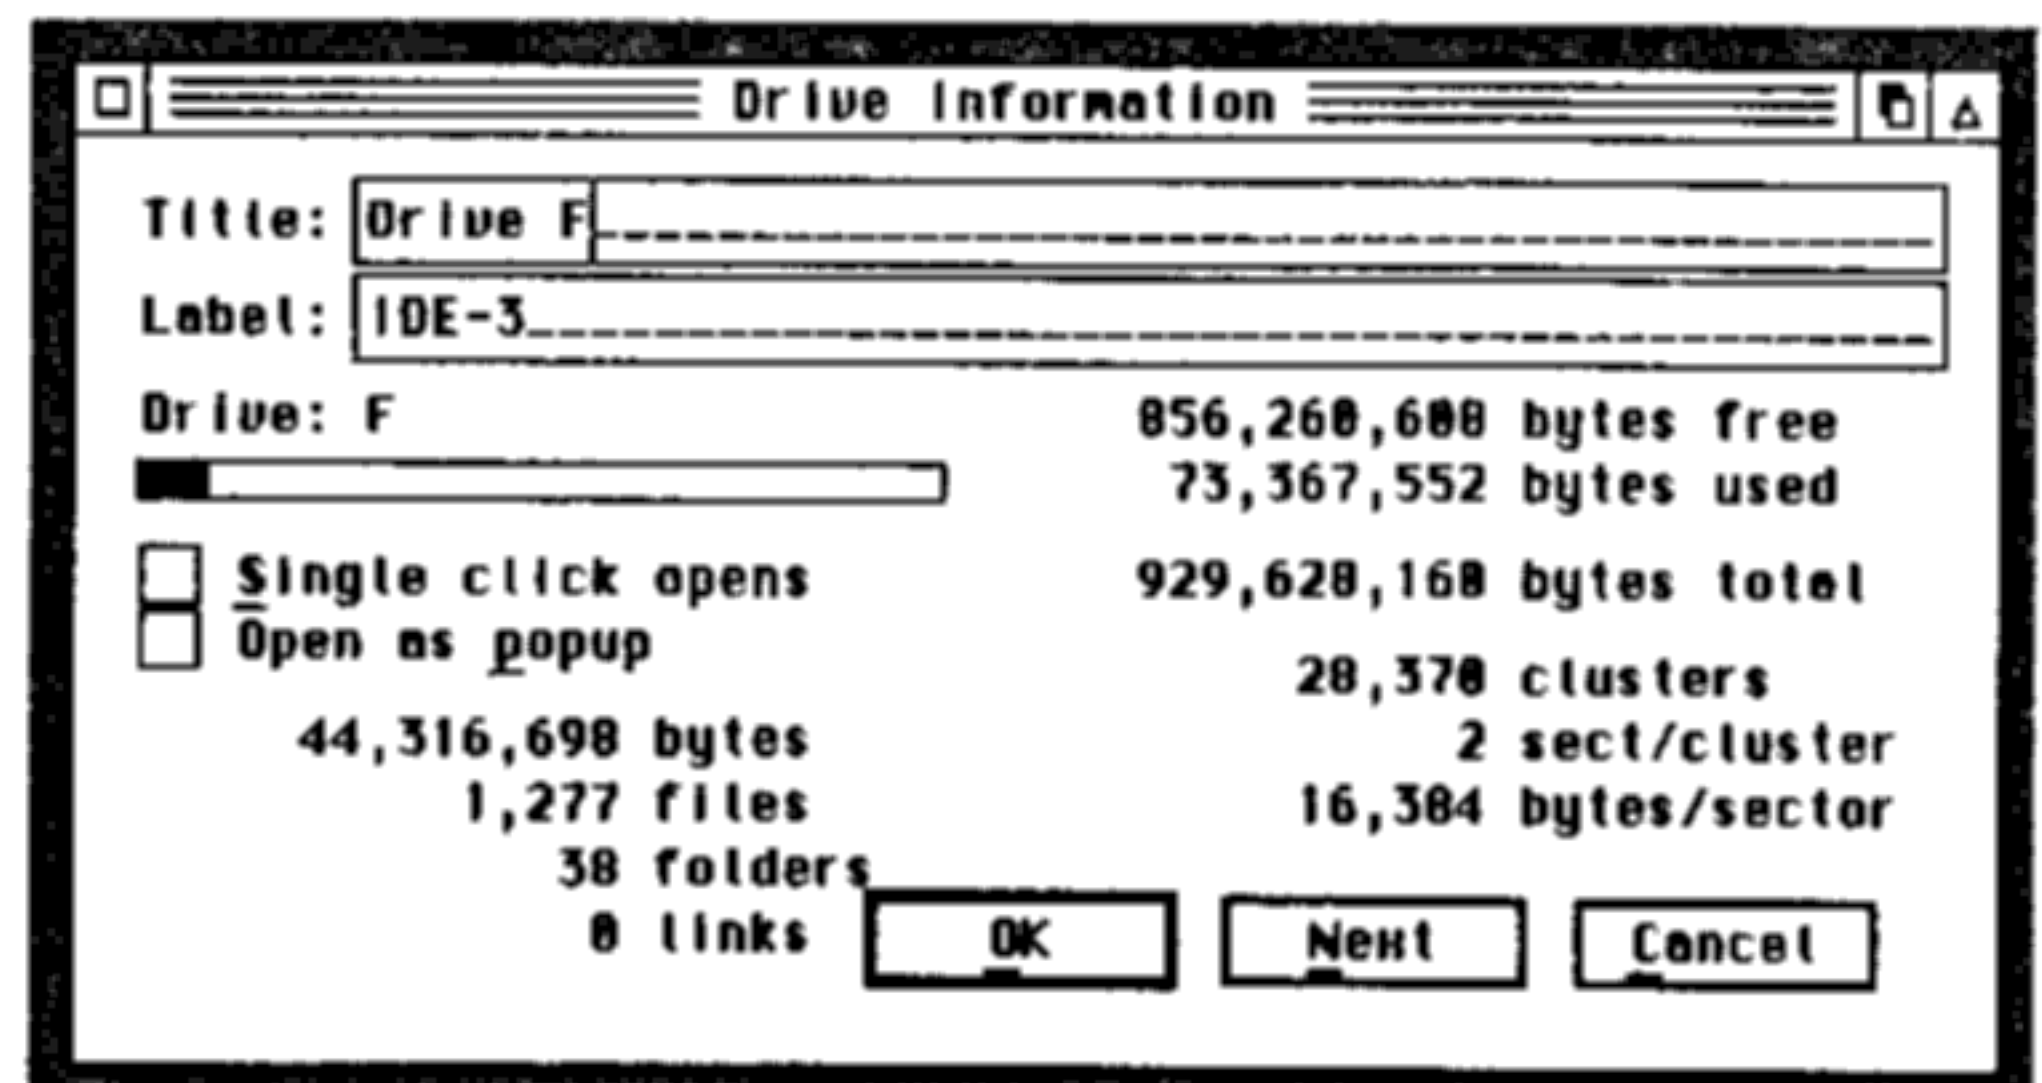 Drive Information
Title: Drive F
Label: IDE-3
Drive: F
856,260,608 bytes free
73,367,552 bytes used
Single click opens
929,628,160 bytes total
Open as popup
28,370 clusters
44,316,698 bytes
2 sect/cluster
1,277 files
16,384 bytes/sector
38 folders
0 links
OK
Next
Cancel